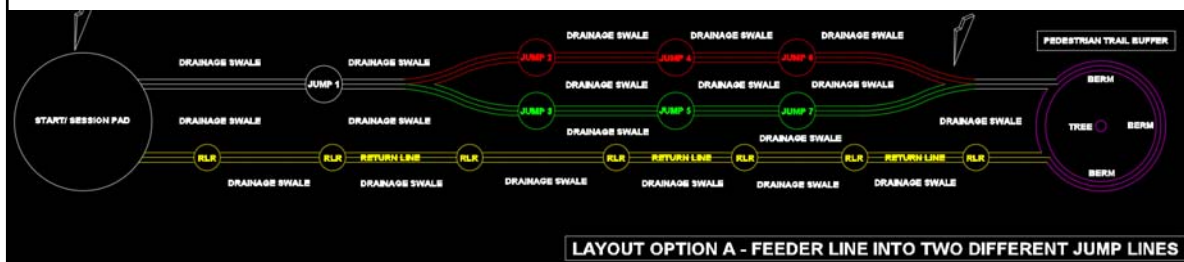 DRAINAGE SWALE DRAINAGE SWALE DRAINAGE SWALE
PEDESTRIAN TRAIL BUFFER
JUMP 2 JUMP 4 JUMP 6
DRAINAGE SWALE DRAINAGE SWALE
BERM
JUMP 1 DRAINAGE SWALE DRAINAGE SWALE DRAINAGE SWALE
JUMP 3 JUMP 5 JUMP 7
START/ SESSION PAD DRAINAGE SWALE DRAINAGE SWALE DRAINAGE SWALE TREE BERM
DRAINAGE SWALE DRAINAGE SWALE
RLR RLR RETURN LINE RLR RLR RETURN LINE RLR RLR RETURN LINE RLR
BERM
DRAINAGE SWALE DRAINAGE SWALE DRAINAGE SWALE DRAINAGE SWALE DRAINAGE SWALE
LAYOUT OPTION A - FEEDER LINE INTO TWO DIFFERENT JUMP LINES